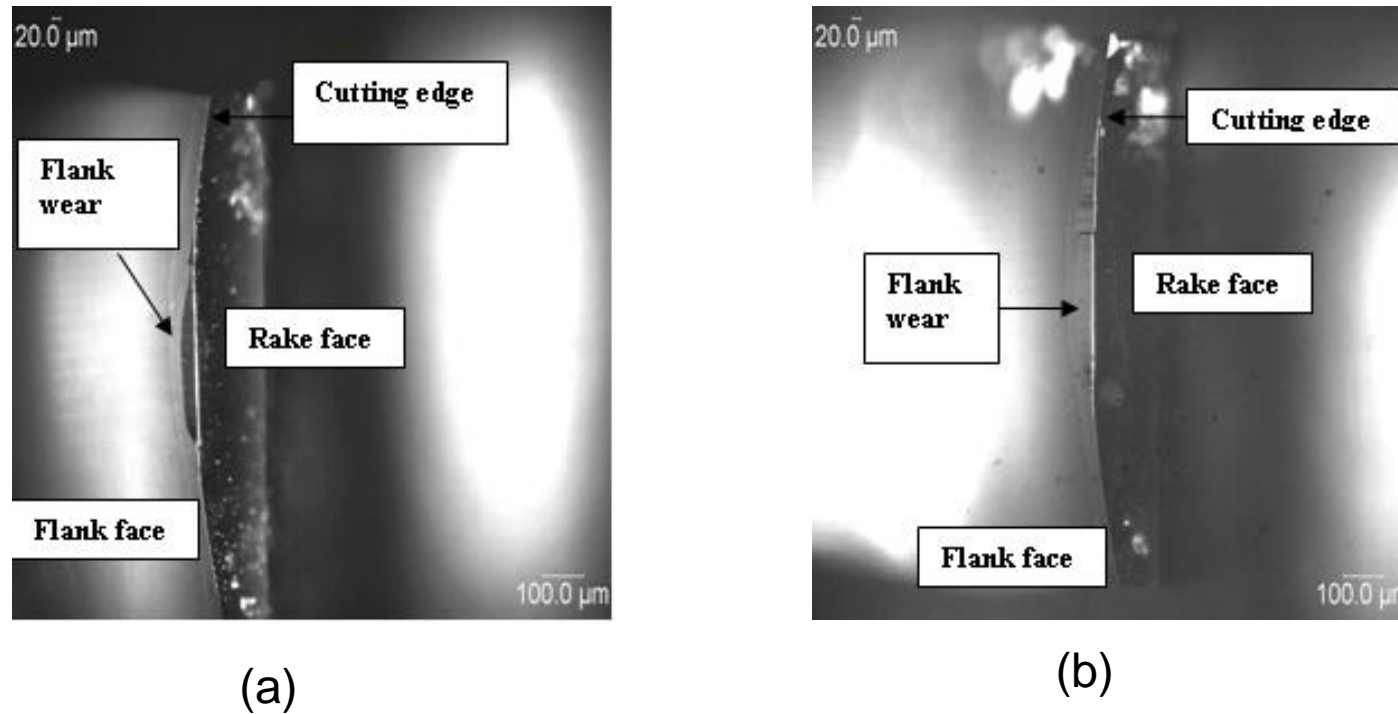 20.0 µm
Cutting edge
Flank
wear
Rake face
Flank face
100.0 µm
(a)
20.0 µm
Cutting edge
Flank
wear
Rake face
Flank face
100.0 µm
(b)